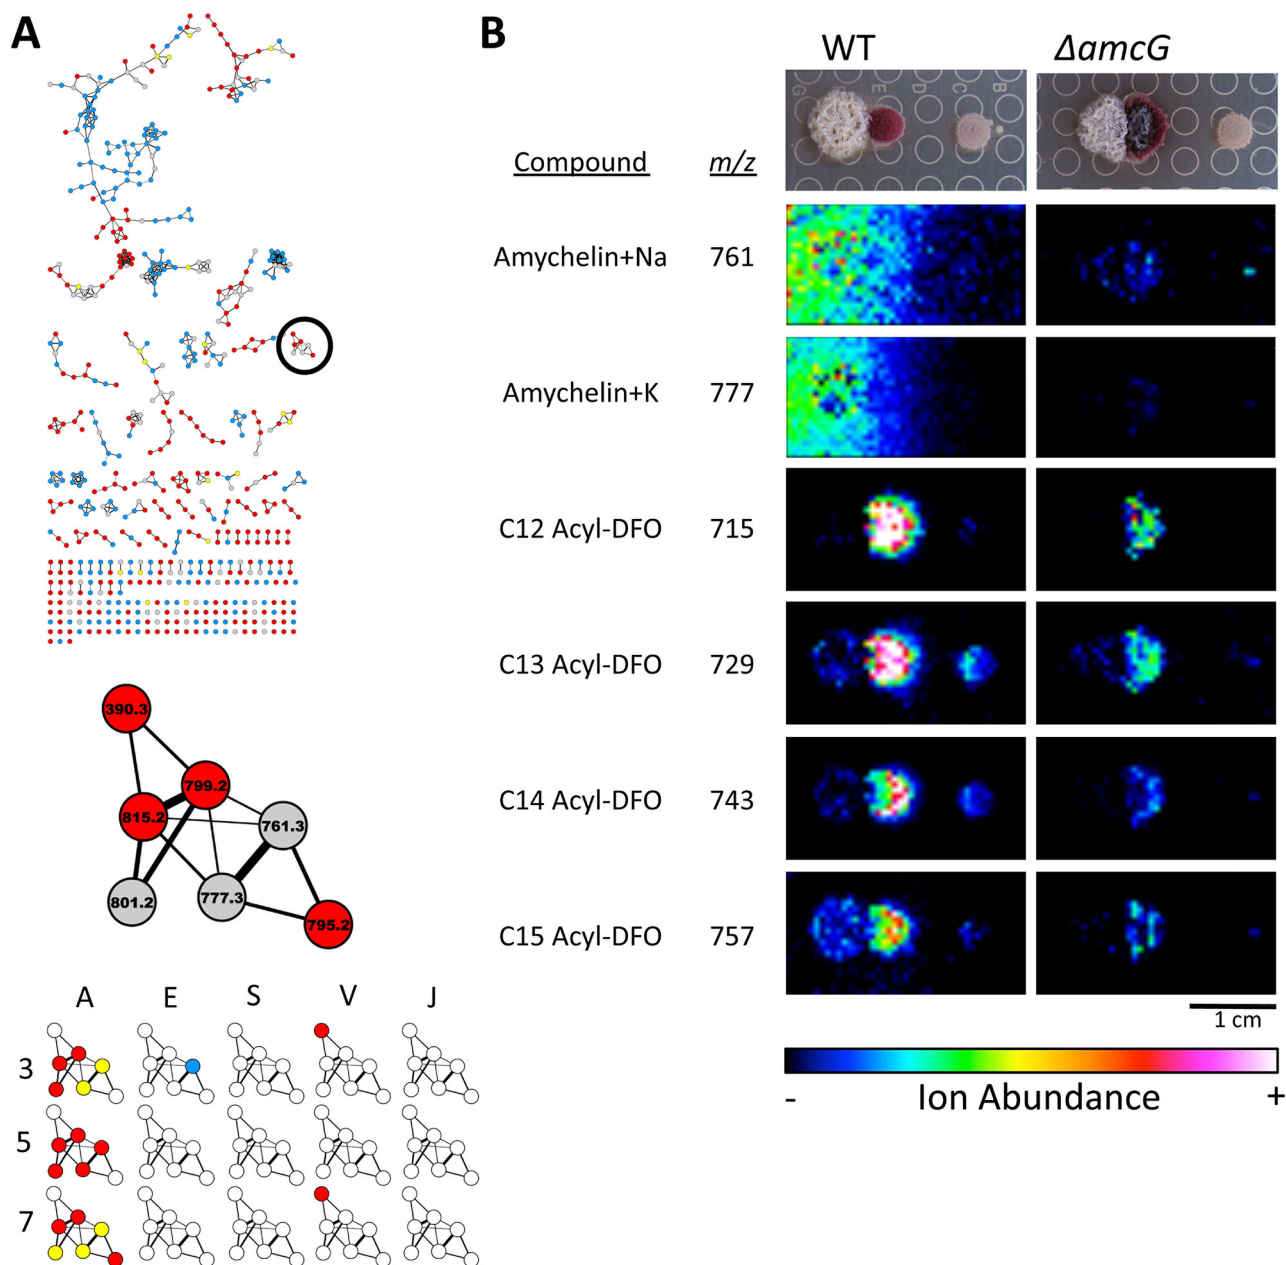 A
B
WT ΔamcG
Compound m/z
G E D C B
Amychelin+Na 761
Amychelin+K 777
C12 Acyl-DFO 715
C13 Acyl-DFO 729
C14 Acyl-DFO 743
C15 Acyl-DFO 757
1 cm
- Ion Abundance +
390.3
799.2
815.2
761.3
801.2
777.3
795.2
A E S V J
3
5
7